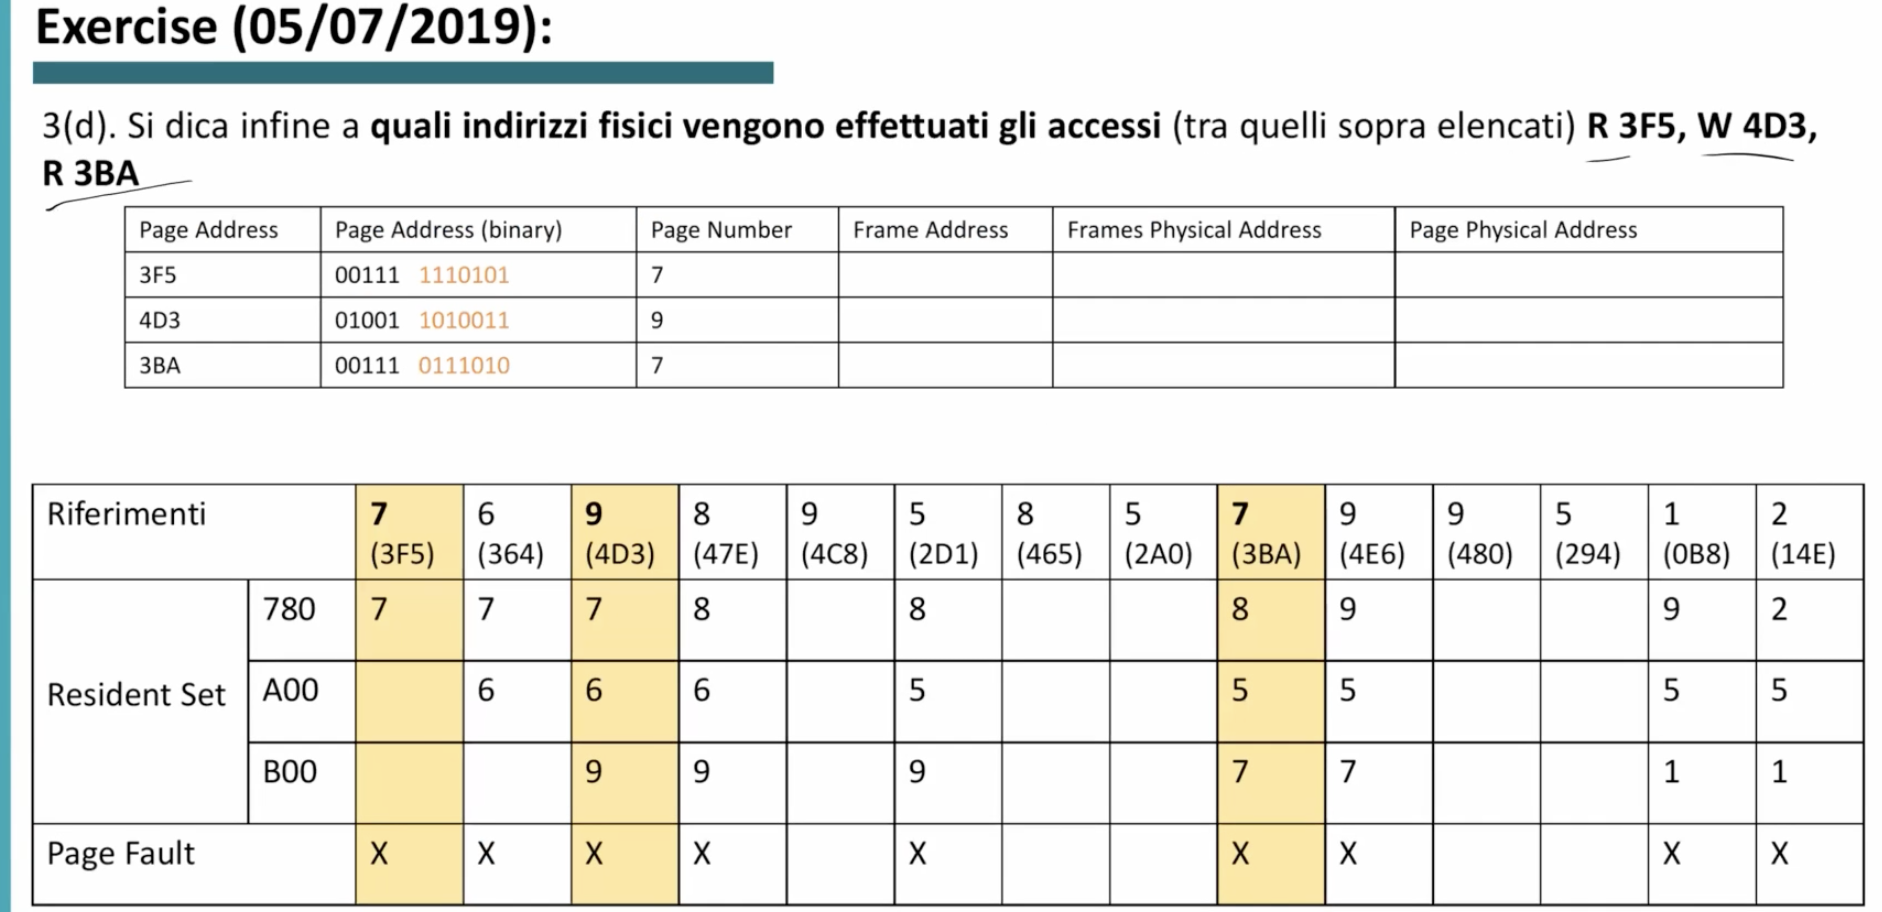 Exercise (05/07/2019):
3(d). Si dica infine a quali indirizzi fisici vengono effettuati gli accessi (tra quelli sopra elencati) R 3F5, W 4D3,
R 3BA
Page Address Page Address (binary) Page Number Frame Address Frames Physical Address Page Physical Address
3F5 00111 1110101 7
4D3 01001 1010011 9
3BA 00111 0111010 7
Riferimenti 7 6 9 8 9 5 8 5 7 9 9 5 1 2
(3F5) (364) (4D3) (47E) (4C8) (2D1) (465) (2A0) (3BA) (4E6) (480) (294) (0B8) (14E)
780 7 7 7 8 8 8 9 9 2
Resident Set A00 6 6 6 5 5 5 5 5
B00 9 9 9 7 7 1 1
Page Fault X X X X X X X X X